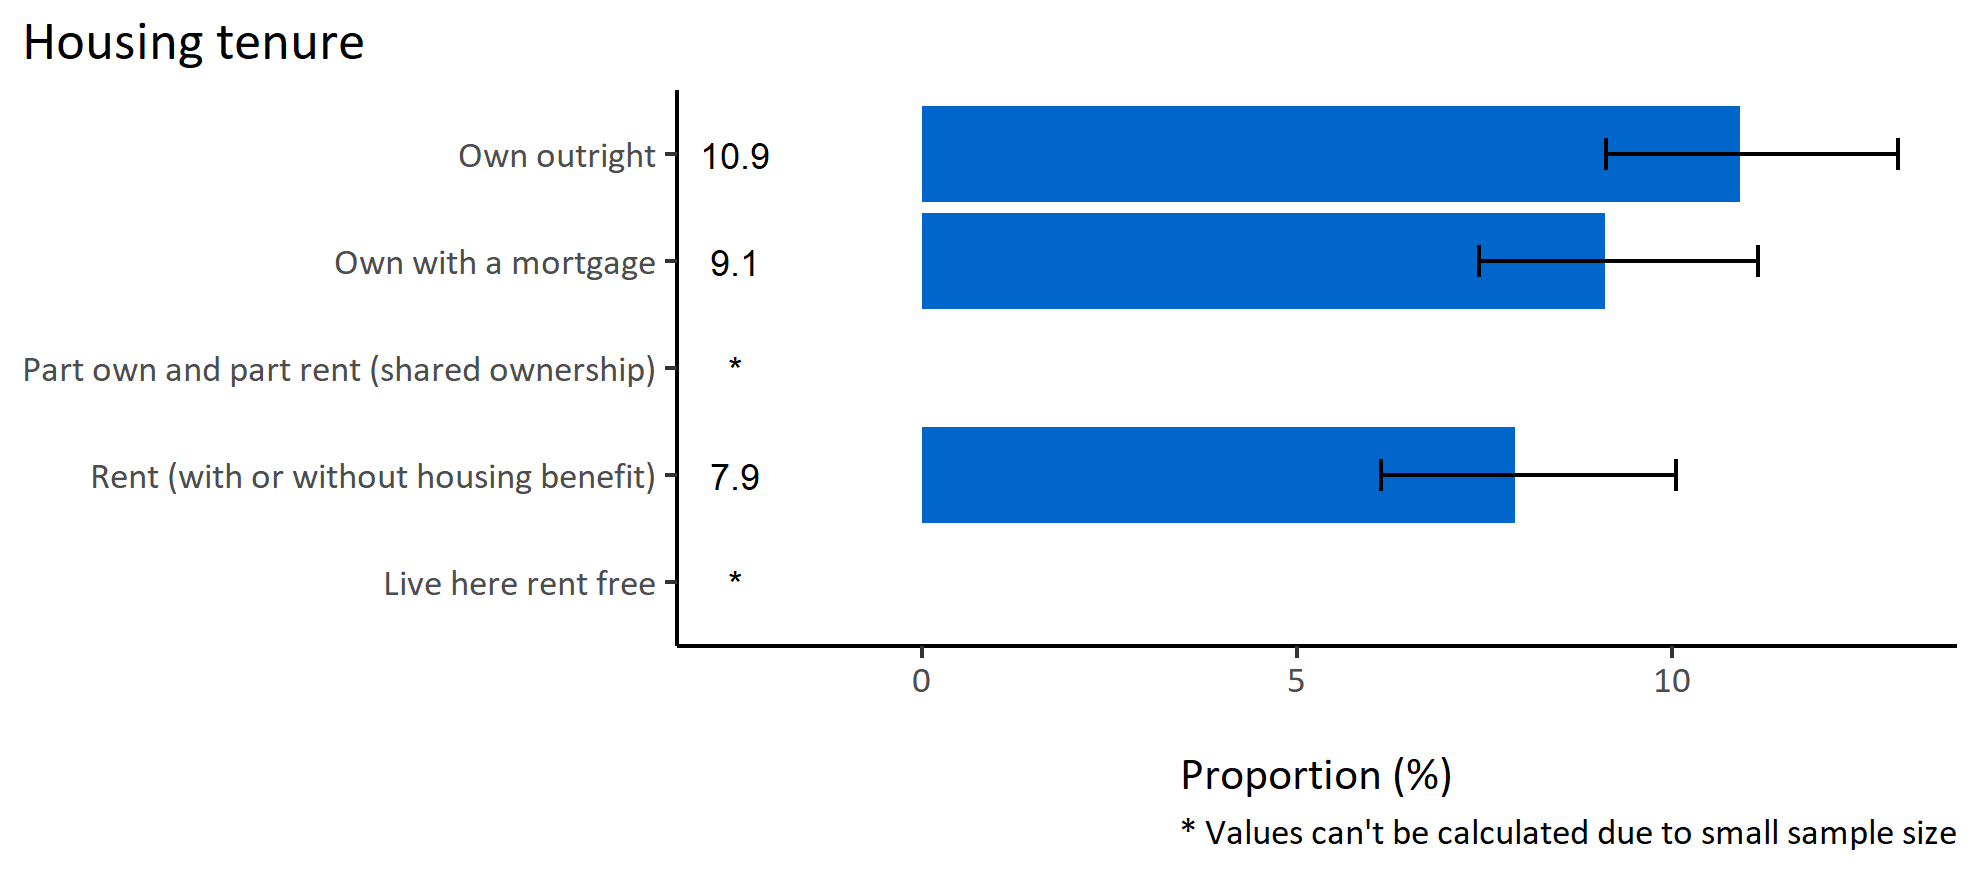 Housing tenure
Own outright 10.9
Own with a mortgage 9.1
Part own and part rent (shared ownership) *
Rent (with or without housing benefit) 7.9
Live here rent free *
0 5 10
Proportion (%)
* Values can't be calculated due to small sample size